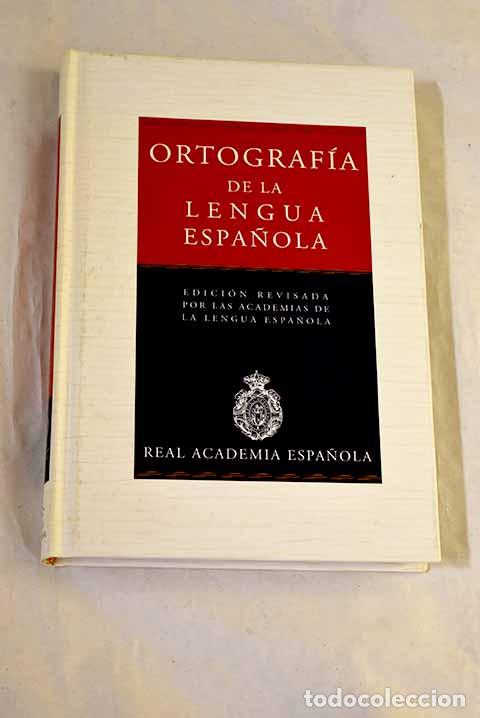 ORTOGRAFÍA
DE LA
LENGUA
ESPAÑOLA
EDICIÓN REVISADA
POR LAS ACADEMIAS DE
LA LENGUA ESPAÑOLA
REAL ACADEMIA ESPAÑOLA
todocoleccion